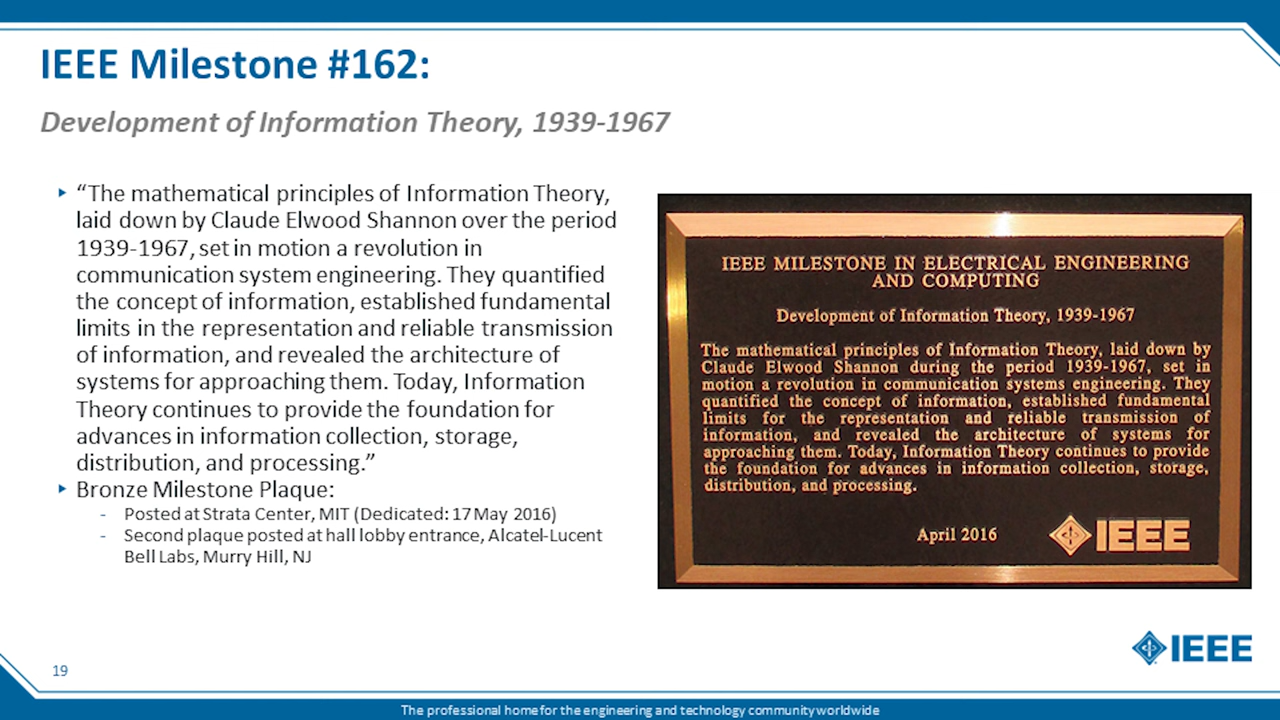 IEEE Milestone #162:
Development of Information Theory, 1939-1967
▸ “The mathematical principles of Information Theory,
laid down by Claude Elwood Shannon over the period
1939-1967, set in motion a revolution in
communication system engineering. They quantified
the concept of information, established fundamental
limits in the representation and reliable transmission
of information, and revealed the architecture of
systems for approaching them. Today, Information
Theory continues to provide the foundation for
advances in information collection, storage,
distribution, and processing.”
▸ Bronze Milestone Plaque:
- Posted at Strata Center, MIT (Dedicated: 17 May 2016)
- Second plaque posted at hall lobby entrance, Alcatel-Lucent
Bell Labs, Murry Hill, NJ
IEEE MILESTONE IN ELECTRICAL ENGINEERING
AND COMPUTING
Development of Information Theory, 1939-1967
The mathematical principles of Information Theory, laid down by
Claude Elwood Shannon during the period 1939-1967, set in
motion a revolution in communication systems engineering. They
quantified the concept of information, established fundamental
limits for the representation and reliable transmission of
information, and revealed the architecture of systems for
approaching them. Today, Information Theory continues to provide
the foundation for advances in information collection, storage,
distribution, and processing.
April 2016
IEEE
IEEE
19
The professional home for the engineering and technology community worldwide